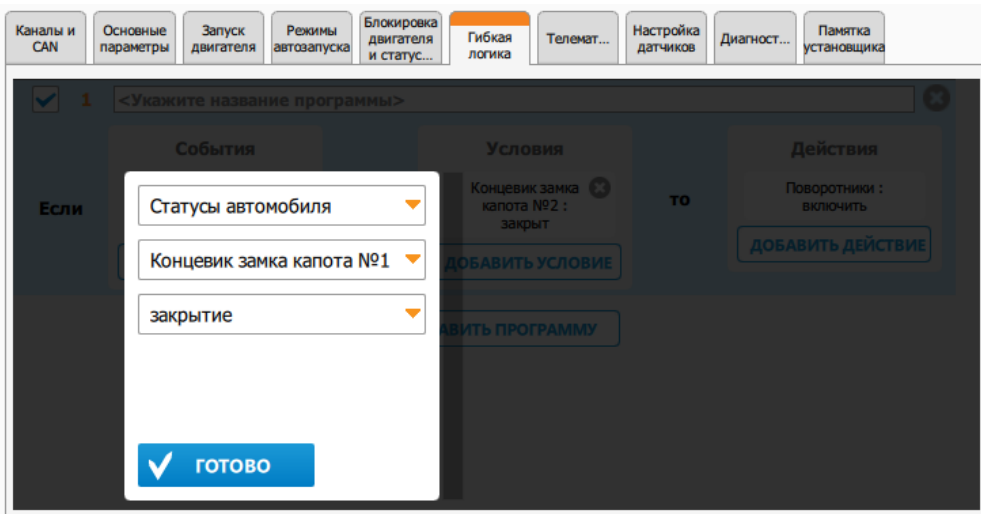 Каналы и
CAN
Основные
параметры
Запуск
двигателя
Режимы
автозапуска
Блокировка
двигателя
и статус...
Гибкая
логика
Телемат...
Настройка
датчиков
Диагност...
Памятка
установщика
1 <Укажите название программы>
События
Условия
Действия
Если
Статусы автомобиля
Концевик замка капота №1
закрытие
ГОТОВО
Концевик замка
капота №2 :
закрыт
ДОБАВИТЬ УСЛОВИЕ
то
Поворотники :
включить
ДОБАВИТЬ ДЕЙСТВИЕ
АВИТЬ ПРОГРАММУ